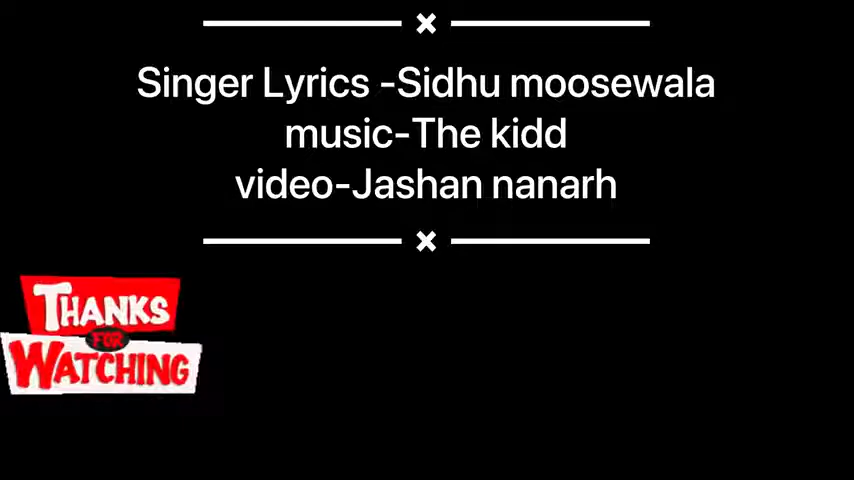 Singer Lyrics -Sidhu moosewala
music-The kidd
video-Jashan nanarh
THANKS
FOR
WATCHING